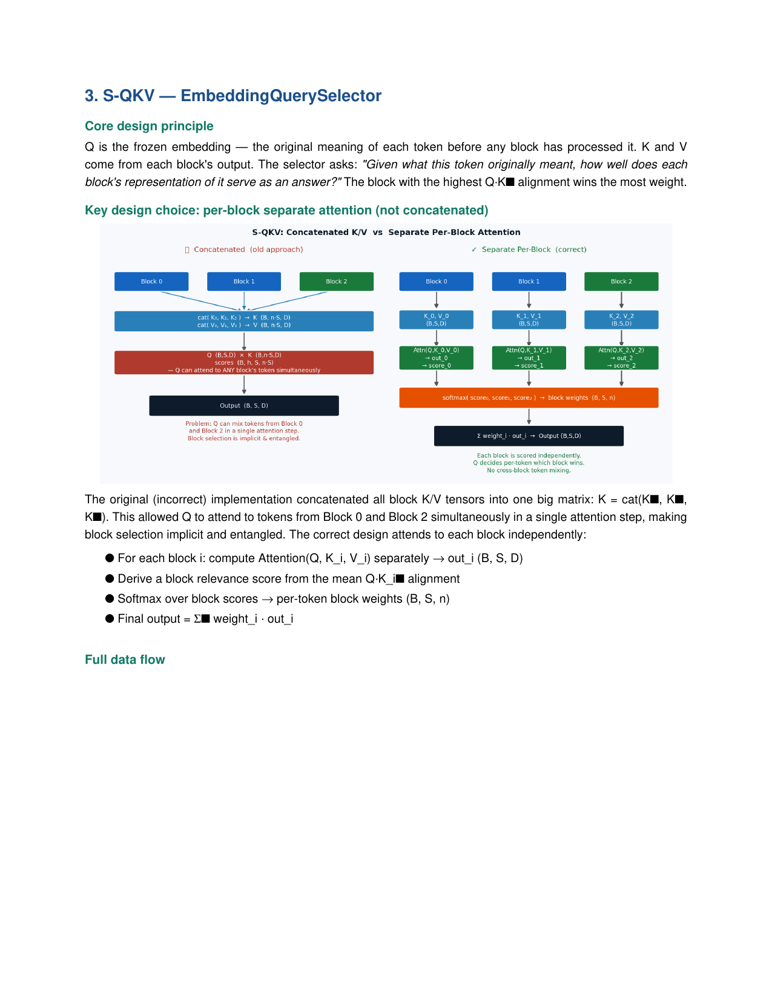 3. S-QKV — EmbeddingQuerySelector
Core design principle
Q is the frozen embedding — the original meaning of each token before any block has processed it. K and V
come from each block's output. The selector asks: "Given what this token originally meant, how well does each
block's representation of it serve as an answer?" The block with the highest Q·K■ alignment wins the most weight.
Key design choice: per-block separate attention (not concatenated)
S-QKV: Concatenated K/V vs Separate Per-Block Attention
▯ Concatenated (old approach)
Block 0
Block 1
Block 2
cat( K₀, K₁, K₂ ) → K (B, n·S, D)
cat( V₀, V₁, V₂ ) → V (B, n·S, D)
Q (B,S,D) × K (B,n·S,D)
scores (B, h, S, n·S)
— Q can attend to ANY block's token simultaneously
Output (B, S, D)
Problem: Q can mix tokens from Block 0
and Block 2 in a single attention step.
Block selection is implicit & entangled.
✓ Separate Per-Block (correct)
Block 0
Block 1
Block 2
K_0, V_0
(B,S,D)
K_1, V_1
(B,S,D)
K_2, V_2
(B,S,D)
Attn(Q,K_0,V_0)
→ out_0
→ score_0
Attn(Q,K_1,V_1)
→ out_1
→ score_1
Attn(Q,K_2,V_2)
→ out_2
→ score_2
softmax( score₀, score₁, score₂ ) → block weights (B, S, n)
Σ weight_i · out_i → Output (B,S,D)
Each block is scored independently.
Q decides per-token which block wins.
No cross-block token mixing.
The original (incorrect) implementation concatenated all block K/V tensors into one big matrix: K = cat(K■, K■,
K■). This allowed Q to attend to tokens from Block 0 and Block 2 simultaneously in a single attention step, making
block selection implicit and entangled. The correct design attends to each block independently:
● For each block i: compute Attention(Q, K_i, V_i) separately → out_i (B, S, D)
● Derive a block relevance score from the mean Q·K_i■ alignment
● Softmax over block scores → per-token block weights (B, S, n)
● Final output = Σ■ weight_i · out_i
Full data flow